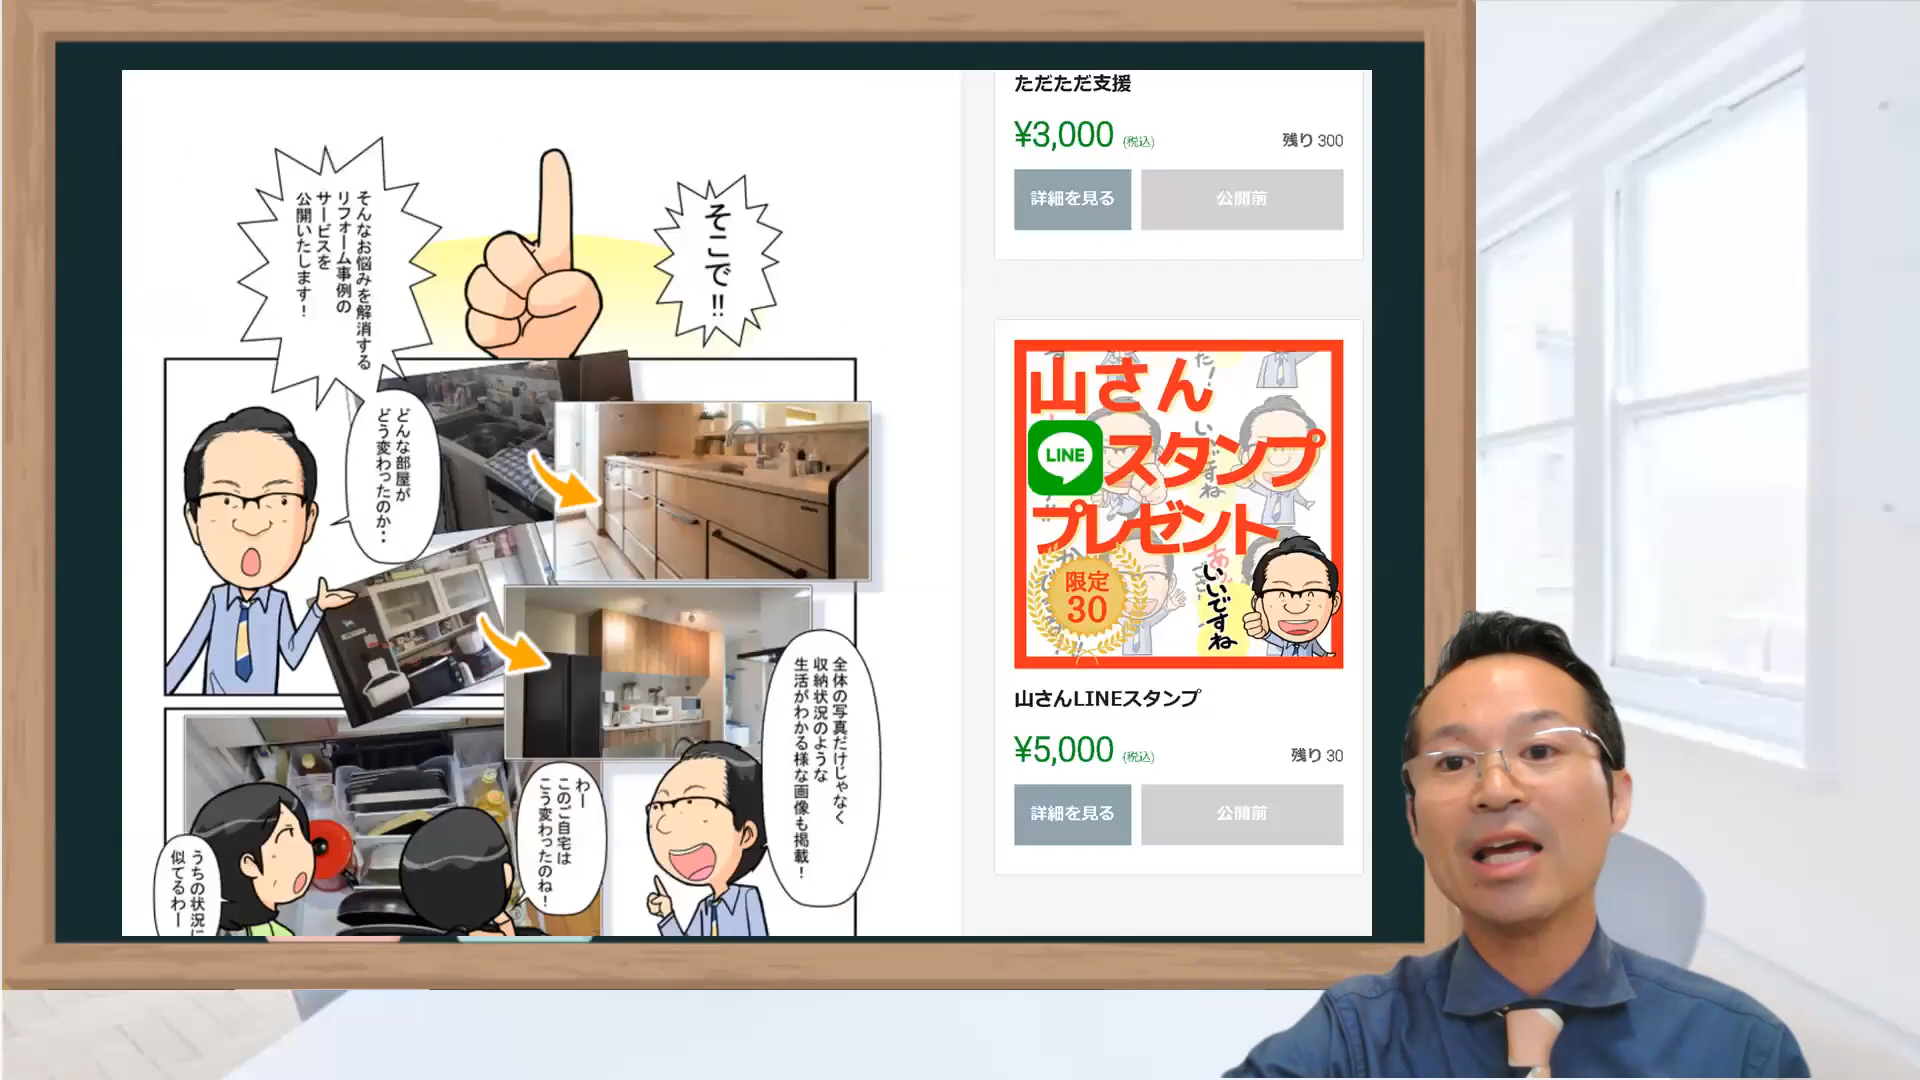 そこで!!
そんなお悩みを解消する
リフォーム事例の
サービスを
公開いたします!
どんな部屋が
どう変わったのか‥
全体の写真だけじゃなく
収納状況のような
生活がわかる様な画像も掲載!
わー
このご自宅は
こう変わったのね!
うちの状況に
似てるわー
ただただ支援
¥3,000 (税込)
残り 300
詳細を見る
公開前
山さん
LINE
スタンプ
プレゼント
限定
30
いいですね
山さんLINEスタンプ
¥5,000 (税込)
残り 30
詳細を見る
公開前